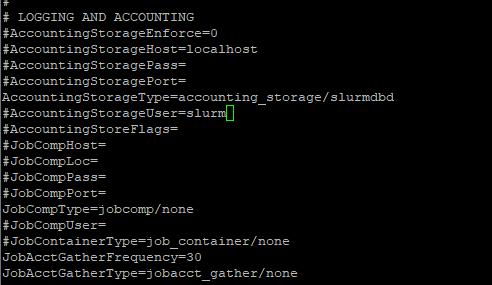 #
# LOGGING AND ACCOUNTING
#AccountingStorageEnforce=0
#AccountingStorageHost=localhost
#AccountingStoragePass=
#AccountingStoragePort=
AccountingStorageType=accounting_storage/slurmdbd
#AccountingStorageUser=slurm
#AccountingStoreFlags=
#JobCompHost=
#JobCompLoc=
#JobCompPass=
#JobCompPort=
JobCompType=jobcomp/none
#JobCompUser=
#JobContainerType=job_container/none
JobAcctGatherFrequency=30
JobAcctGatherType=jobacct_gather/none